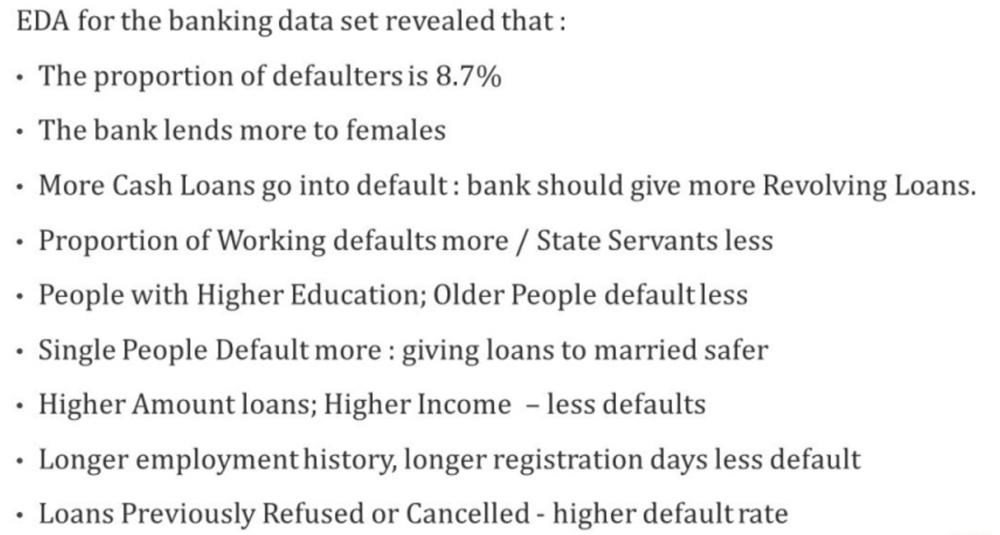 EDA for the banking data set revealed that :
• The proportion of defaulters is 8.7%
• The bank lends more to females
• More Cash Loans go into default : bank should give more Revolving Loans.
• Proportion of Working defaults more / State Servants less
• People with Higher Education; Older People default less
• Single People Default more : giving loans to married safer
• Higher Amount loans; Higher Income – less defaults
• Longer employment history, longer registration days less default
• Loans Previously Refused or Cancelled - higher default rate